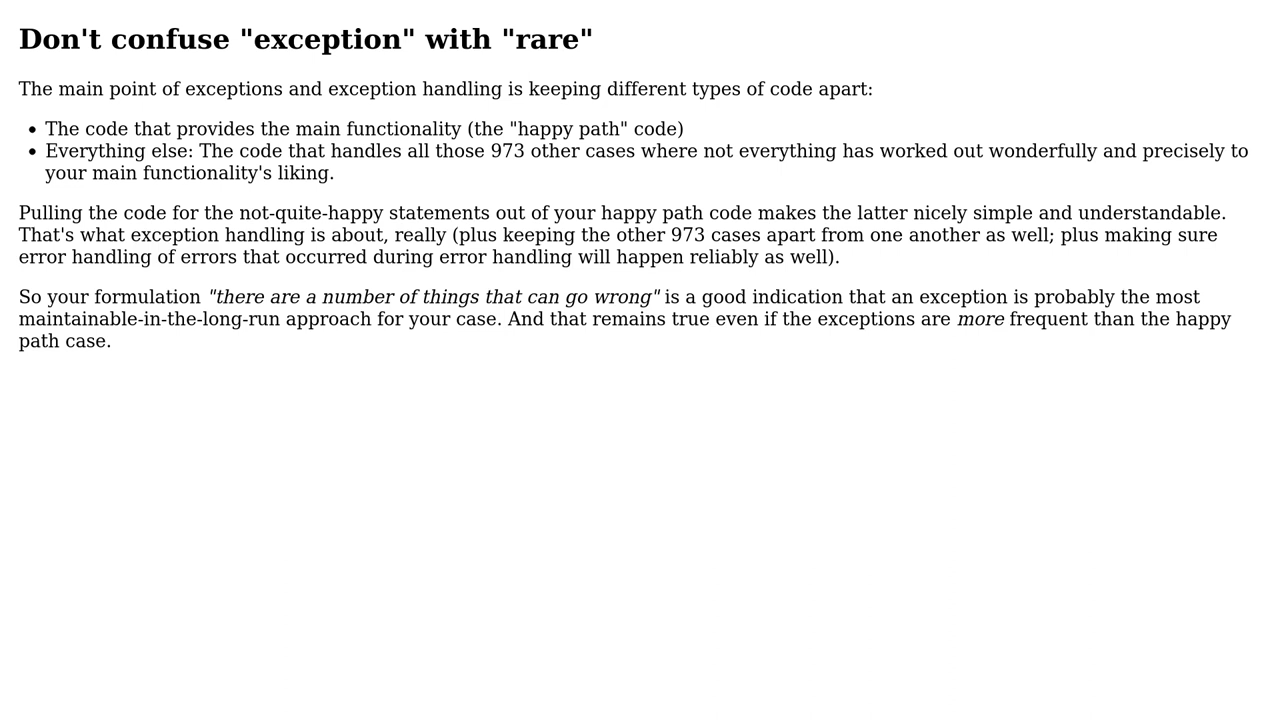 Don't confuse "exception" with "rare"
The main point of exceptions and exception handling is keeping different types of code apart:
• The code that provides the main functionality (the "happy path" code)
• Everything else: The code that handles all those 973 other cases where not everything has worked out wonderfully and precisely to
your main functionality's liking.
Pulling the code for the not-quite-happy statements out of your happy path code makes the latter nicely simple and understandable.
That's what exception handling is about, really (plus keeping the other 973 cases apart from one another as well; plus making sure
error handling of errors that occurred during error handling will happen reliably as well).
So your formulation "there are a number of things that can go wrong" is a good indication that an exception is probably the most
maintainable-in-the-long-run approach for your case. And that remains true even if the exceptions are more frequent than the happy
path case.